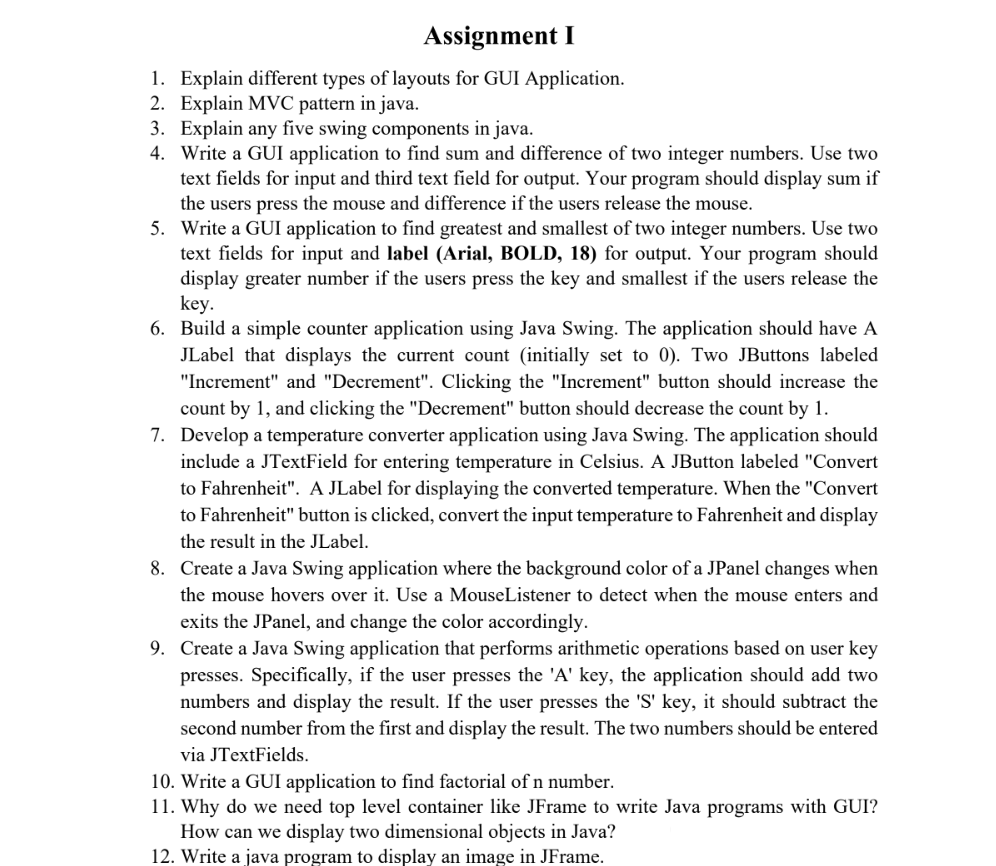 Assignment I
1. Explain different types of layouts for GUI Application.
2. Explain MVC pattern in java.
3. Explain any five swing components in java.
4. Write a GUI application to find sum and difference of two integer numbers. Use two
text fields for input and third text field for output. Your program should display sum if
the users press the mouse and difference if the users release the mouse.
5. Write a GUI application to find greatest and smallest of two integer numbers. Use two
text fields for input and label (Arial, BOLD, 18) for output. Your program should
display greater number if the users press the key and smallest if the users release the
key.
6. Build a simple counter application using Java Swing. The application should have A
JLabel that displays the current count (initially set to 0). Two JButtons labeled
"Increment" and "Decrement". Clicking the "Increment" button should increase the
count by 1, and clicking the "Decrement" button should decrease the count by 1.
7. Develop a temperature converter application using Java Swing. The application should
include a JTextField for entering temperature in Celsius. A JButton labeled "Convert
to Fahrenheit". A JLabel for displaying the converted temperature. When the "Convert
to Fahrenheit" button is clicked, convert the input temperature to Fahrenheit and display
the result in the JLabel.
8. Create a Java Swing application where the background color of a JPanel changes when
the mouse hovers over it. Use a MouseListener to detect when the mouse enters and
exits the JPanel, and change the color accordingly.
9. Create a Java Swing application that performs arithmetic operations based on user key
presses. Specifically, if the user presses the 'A' key, the application should add two
numbers and display the result. If the user presses the 'S' key, it should subtract the
second number from the first and display the result. The two numbers should be entered
via JTextFields.
10. Write a GUI application to find factorial of n number.
11. Why do we need top level container like JFrame to write Java programs with GUI?
How can we display two dimensional objects in Java?
12. Write a java program to display an image in JFrame.